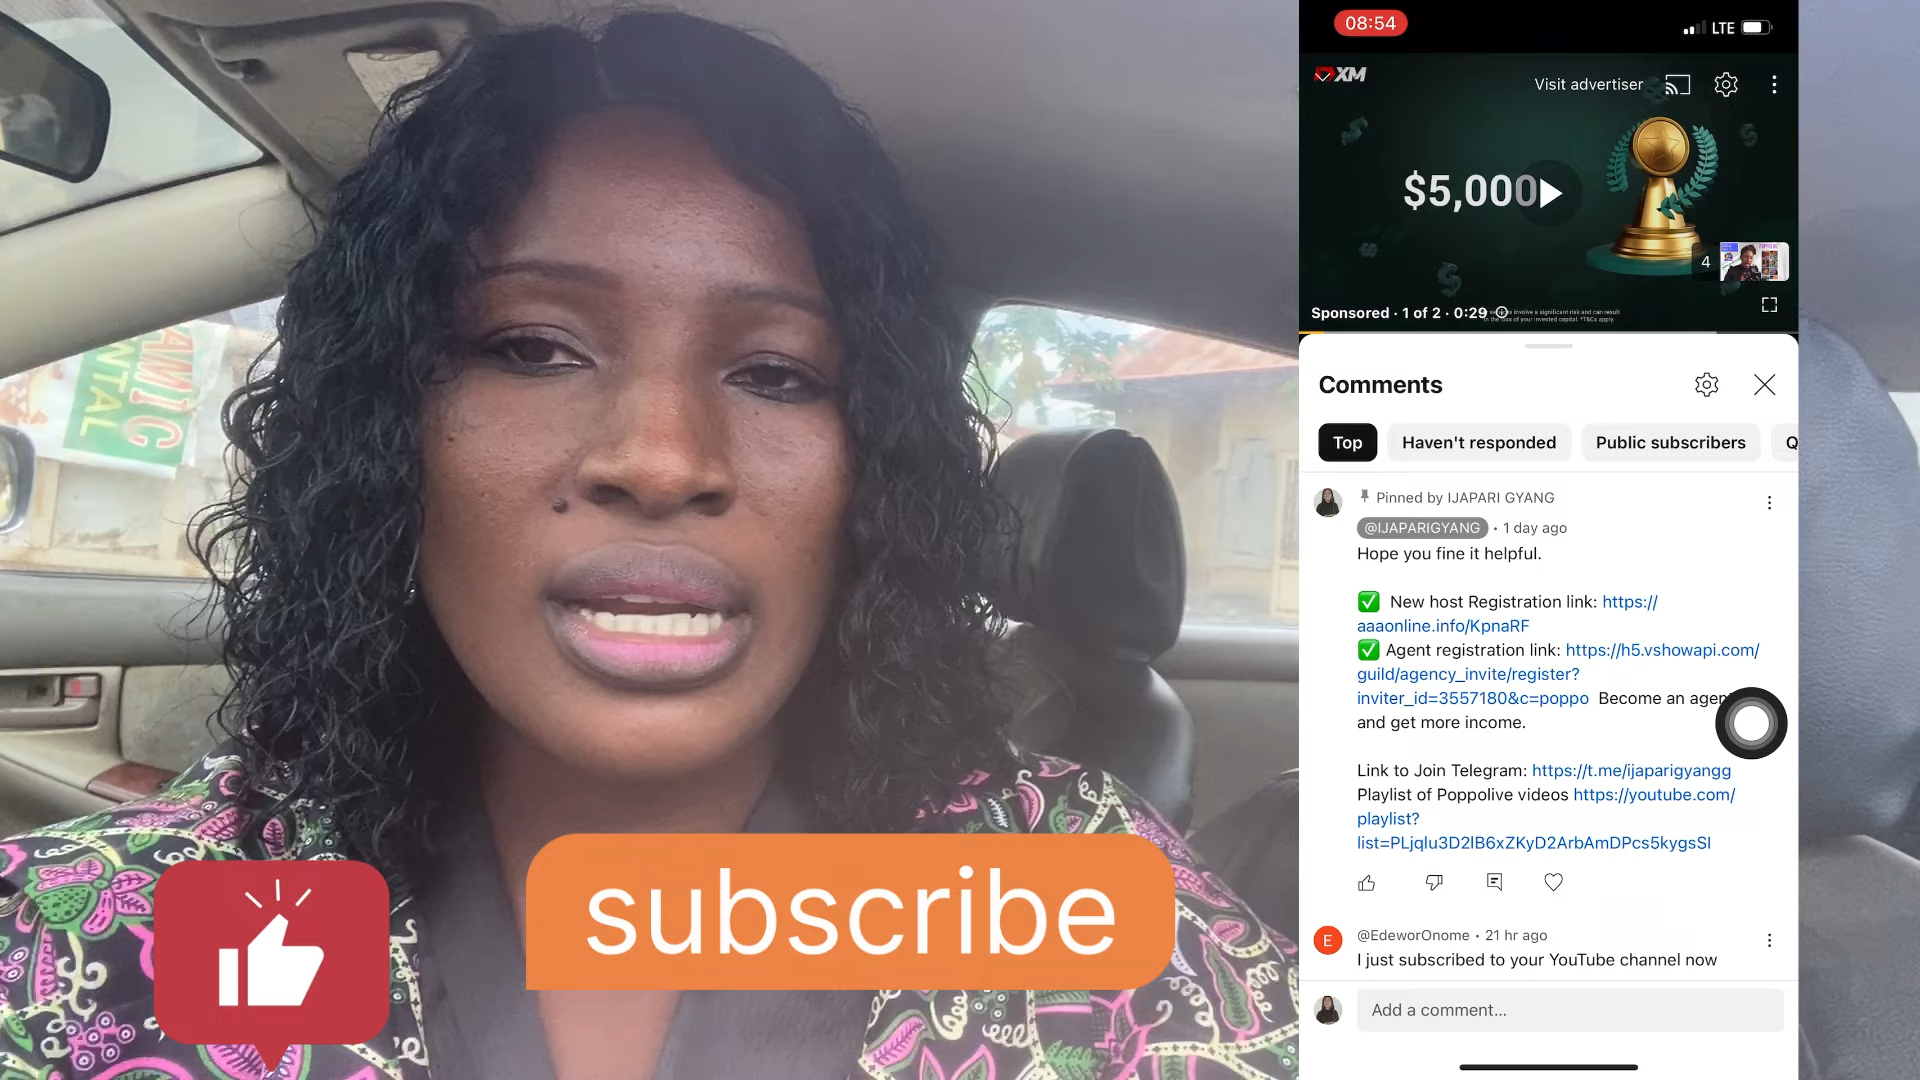 AMIC
NTAL
subscribe
08:54
LTE
XM
Visit advertiser
$5,000
4
Sponsored · 1 of 2 · 0:29
Comments
Top
Haven't responded
Public subscribers
Q
Pinned by IJAPARI GYANG
@IJAPARIGYANG · 1 day ago
Hope you fine it helpful.
✅ New host Registration link: https://
aaaonline.info/KpnaRF
✅ Agent registration link: https://h5.vshowapi.com/
guild/agency_invite/register?
inviter_id=3557180&c=poppo Become an agen
and get more income.
Link to Join Telegram: https://t.me/ijaparigyangg
Playlist of Poppolive videos https://youtube.com/
playlist?
list=PLjqlu3D2lB6xZKyD2ArbAmDPcs5kygsSl
E
@EdeworOnome · 21 hr ago
I just subscribed to your YouTube channel now
Add a comment...